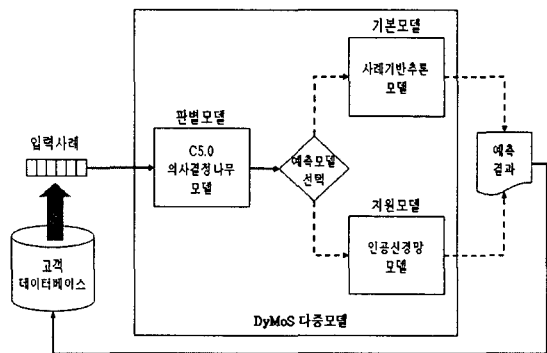 기본모델
사례기반추론
모델
판별모델
입력사례
C5.0
의사결정나무
모델
예측모델
선택
예측
결과
지원모델
인공신경망
모델
고객
데이터베이스
DyMoS 다중모델